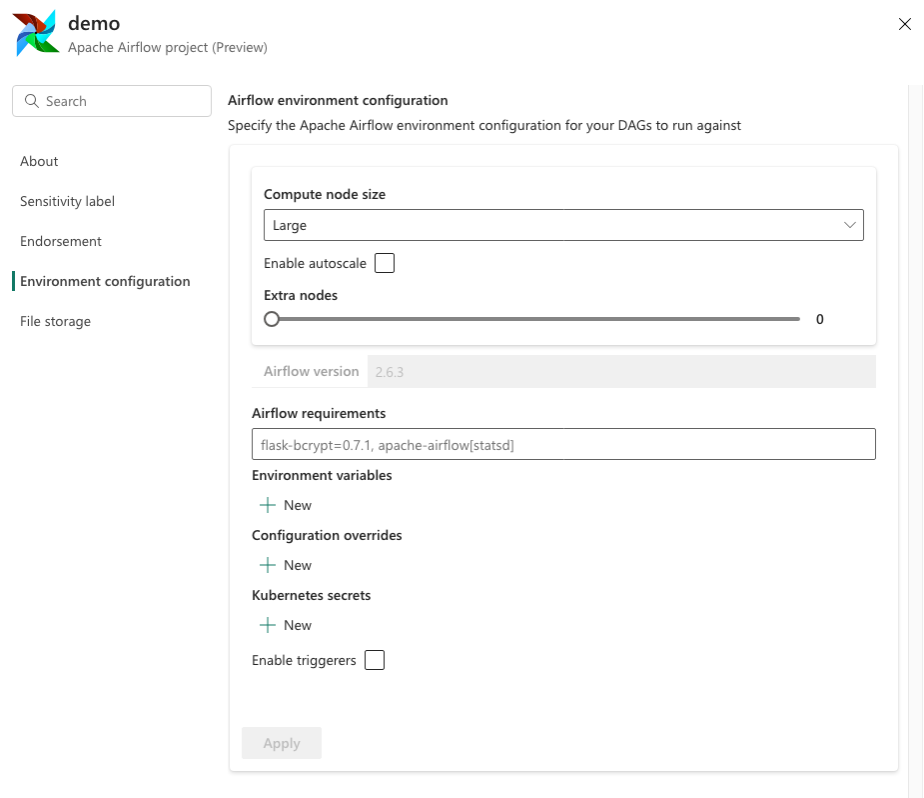 demo
Apache Airflow project (Preview)
Search
About
Sensitivity label
Endorsement
Environment configuration
File storage
Airflow environment configuration
Specify the Apache Airflow environment configuration for your DAGs to run against
Compute node size
Large
Enable autoscale
Extra nodes
0
Airflow version 2.6.3
Airflow requirements
flask-bcrypt=0.7.1, apache-airflow[statsd]
Environment variables
New
Configuration overrides
New
Kubernetes secrets
New
Enable triggerers
Apply